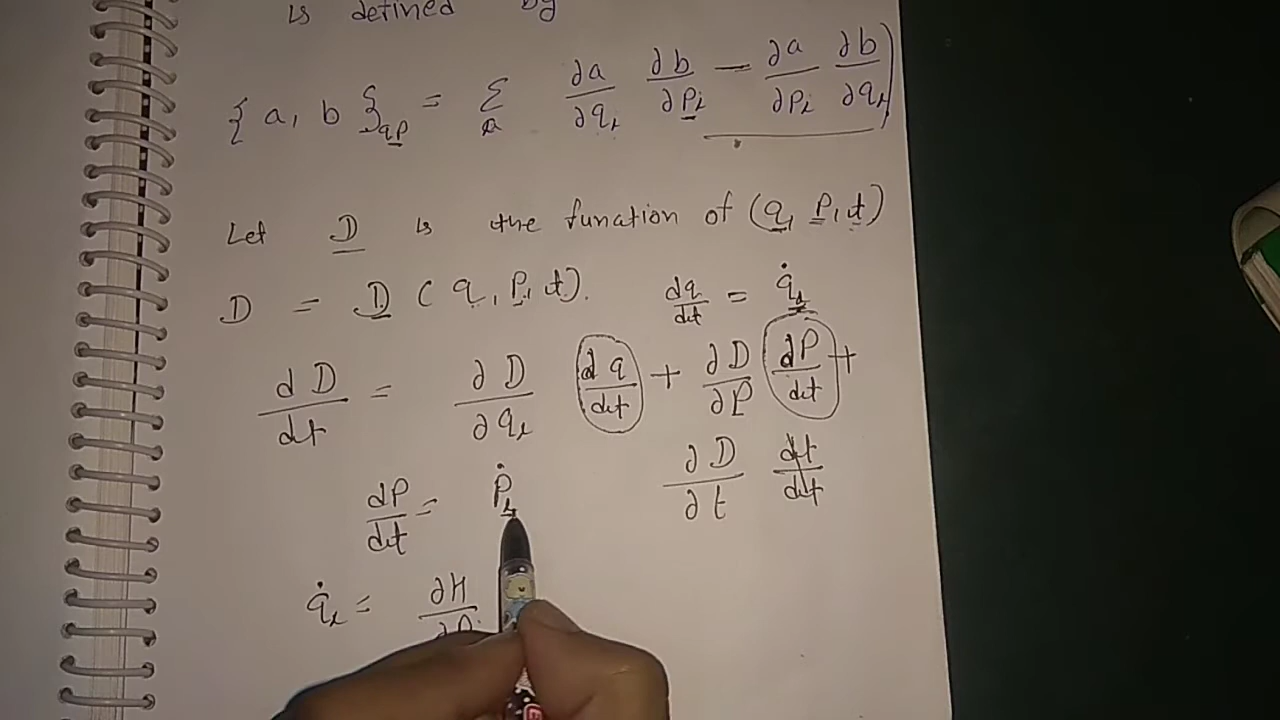 is defined by
{ a, b }qp = Σ ∂a/∂qi ∂b/∂pi − ∂a/∂pi ∂b/∂qi)
Let D is the funation of (q, P, t)
D = D ( q, P, t). dq/dt = q̇i
dD/dt = ∂D/∂qi dq/dt + ∂D/∂P dP/dt +
∂D/∂t dt/dt
dP/dt = Ṗi
q̇i = ∂H/∂P